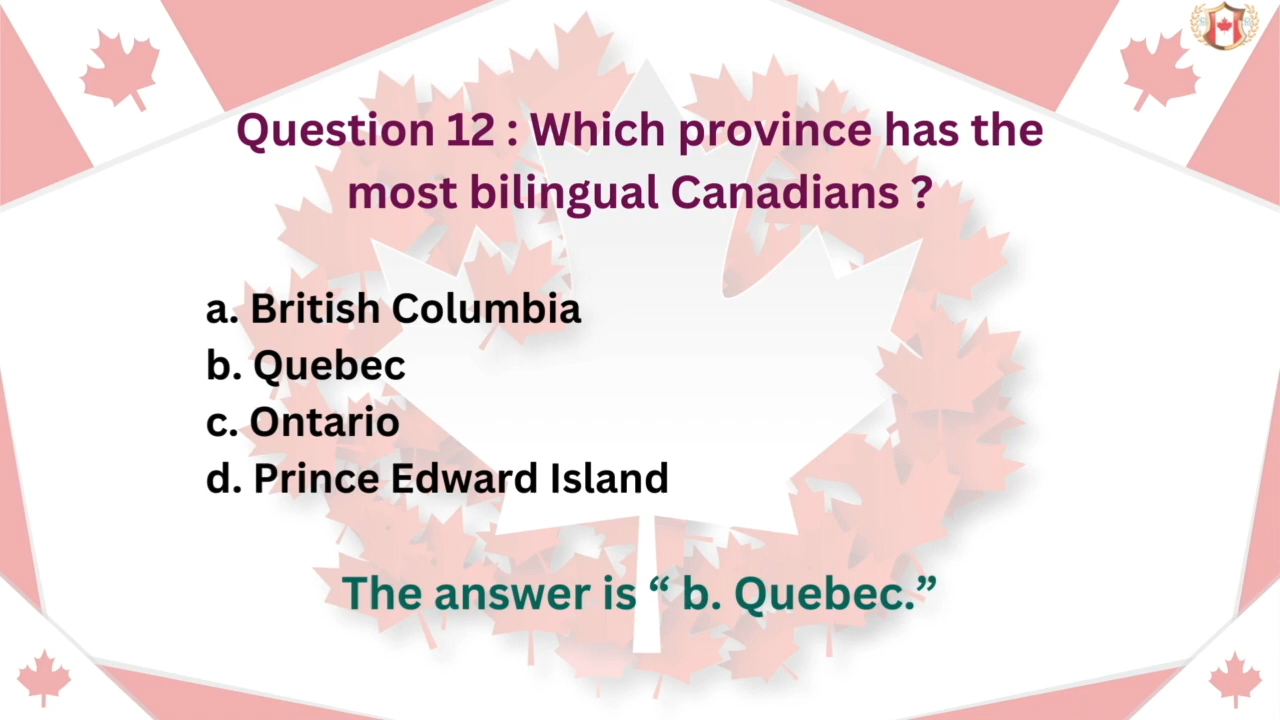 Question 12 : Which province has the
most bilingual Canadians ?
a. British Columbia
b. Quebec
c. Ontario
d. Prince Edward Island
The answer is “ b. Quebec.”